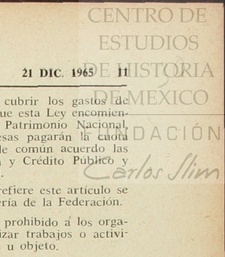 CENTRO DE
ESTUDIOS
DE HISTORIA
DE MEXICO
FUNDACIÓN
Carlos Slim
21 DIC. 1965 11
cubrir los gastos de
que esta Ley encomien-
Patrimonio Nacional,
esas pagarán la cuota
de común acuerdo las
a y Crédito Público y
.
refiere este artículo se
ería de la Federación.
prohibido a los orga-
izar trabajos o activi-
u objeto.